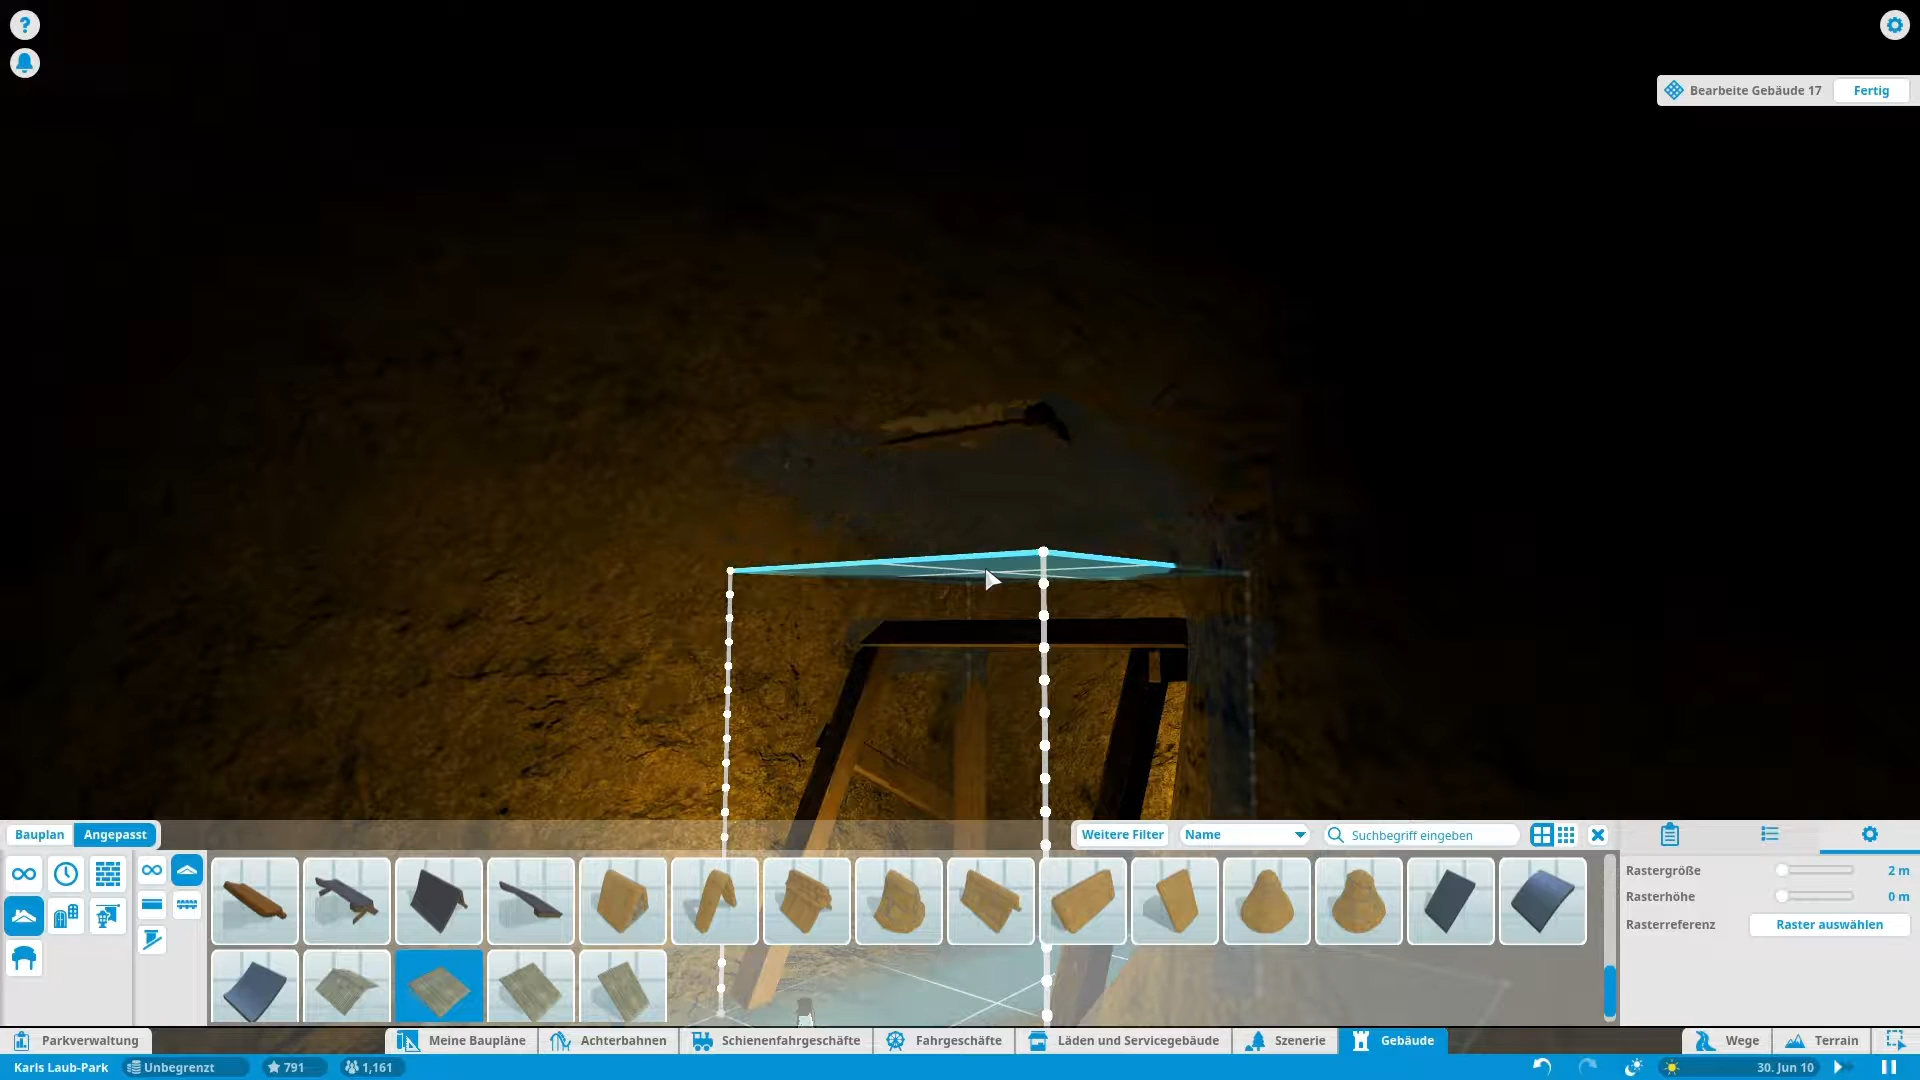 ?
Bearbeite Gebäude 17 Fertig
Bauplan Angepasst
Weitere Filter Name Suchbegriff eingeben
Rastergröße 2 m
Rasterhöhe 0 m
Rasterreferenz Raster auswählen
Parkverwaltung Meine Baupläne Achterbahnen Schienenfahrgeschäfte Fahrgeschäfte Läden und Servicegebäude Szenerie Gebäude Wege Terrain
Karls Laub-Park Unbegrenzt 791 1,161 30. Jun 10